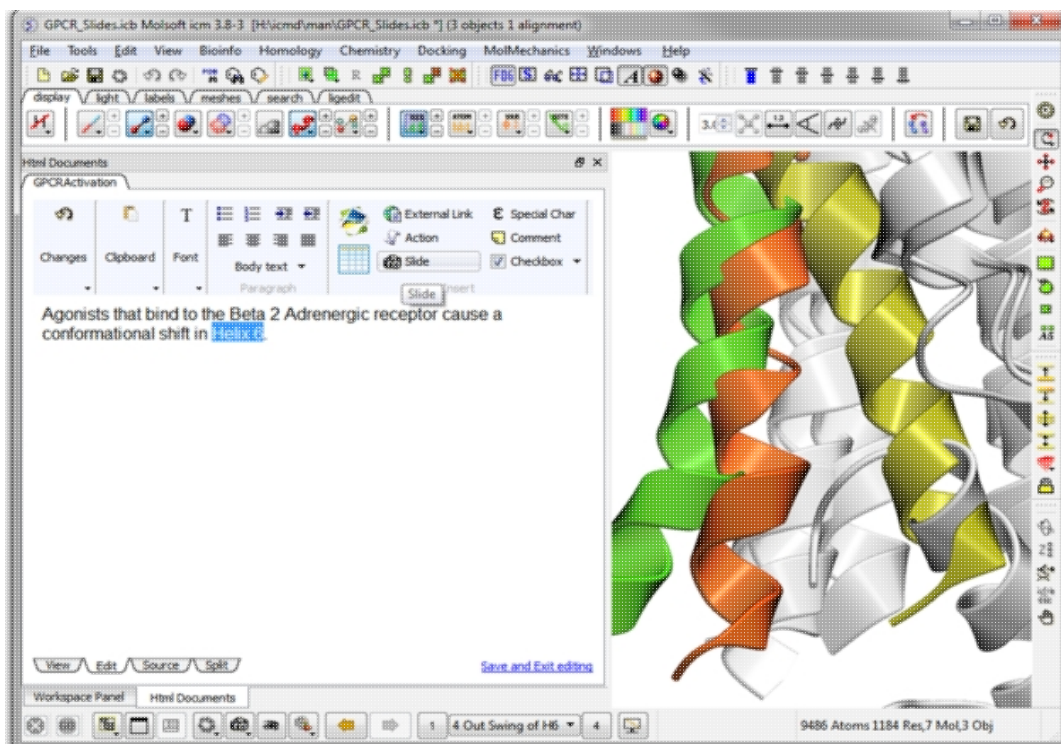 GPCR_Slides.icb Molsoft icm 3.8-3 [H:\icmd\man\GPCR_Slides.icb *] (3 objects 1 alignment)
File Tools Edit View Bioinfo Homology Chemistry Docking MolMechanics Windows Help
R FOG S A
display light labels meshes search ligedit
Html Documents
GPCRActivation
T External Link Ɛ Special Char
Changes Clipboard Font Action Comment
Body text Slide Checkbox
Paragraph Slide Insert
Agonists that bind to the Beta 2 Adrenergic receptor cause a
conformational shift in Helix 6.
AS
View Edit Source Split Save and Exit editing
Workspace Panel Html Documents
1 4 Out Swing of H6 4 9486 Atoms 1184 Res,7 Mol,3 Obj